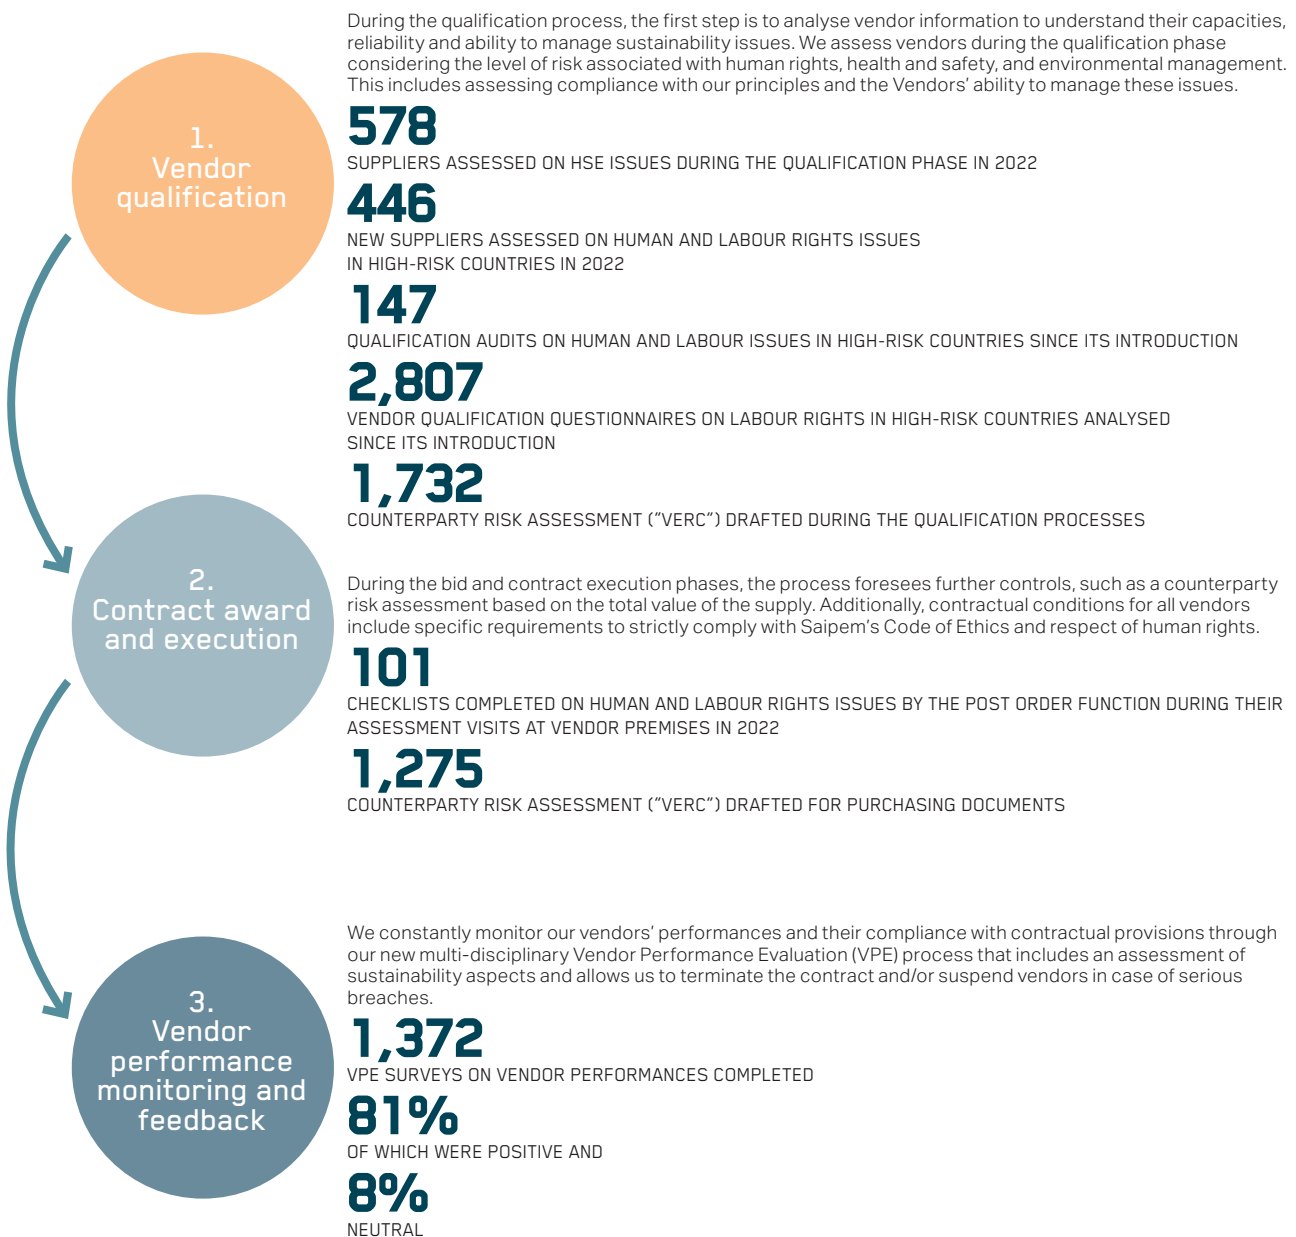 During the qualification process, the first step is to analyse vendor information to understand their capacities,
reliability and ability to manage sustainability issues. We assess vendors during the qualification phase
considering the level of risk associated with human rights, health and safety, and environmental management.
This includes assessing compliance with our principles and the Vendors’ ability to manage these issues.
1.
Vendor
qualification
578
SUPPLIERS ASSESSED ON HSE ISSUES DURING THE QUALIFICATION PHASE IN 2022
446
NEW SUPPLIERS ASSESSED ON HUMAN AND LABOUR RIGHTS ISSUES
IN HIGH-RISK COUNTRIES IN 2022
147
QUALIFICATION AUDITS ON HUMAN AND LABOUR ISSUES IN HIGH-RISK COUNTRIES SINCE ITS INTRODUCTION
2,807
VENDOR QUALIFICATION QUESTIONNAIRES ON LABOUR RIGHTS IN HIGH-RISK COUNTRIES ANALYSED
SINCE ITS INTRODUCTION
1,732
COUNTERPARTY RISK ASSESSMENT (“VERC”) DRAFTED DURING THE QUALIFICATION PROCESSES
2.
Contract award
and execution
During the bid and contract execution phases, the process foresees further controls, such as a counterparty
risk assessment based on the total value of the supply. Additionally, contractual conditions for all vendors
include specific requirements to strictly comply with Saipem’s Code of Ethics and respect of human rights.
101
CHECKLISTS COMPLETED ON HUMAN AND LABOUR RIGHTS ISSUES BY THE POST ORDER FUNCTION DURING THEIR
ASSESSMENT VISITS AT VENDOR PREMISES IN 2022
1,275
COUNTERPARTY RISK ASSESSMENT (“VERC”) DRAFTED FOR PURCHASING DOCUMENTS
3.
Vendor
performance
monitoring and
feedback
We constantly monitor our vendors’ performances and their compliance with contractual provisions through
our new multi-disciplinary Vendor Performance Evaluation (VPE) process that includes an assessment of
sustainability aspects and allows us to terminate the contract and/or suspend vendors in case of serious
breaches.
1,372
VPE SURVEYS ON VENDOR PERFORMANCES COMPLETED
81%
OF WHICH WERE POSITIVE AND
8%
NEUTRAL